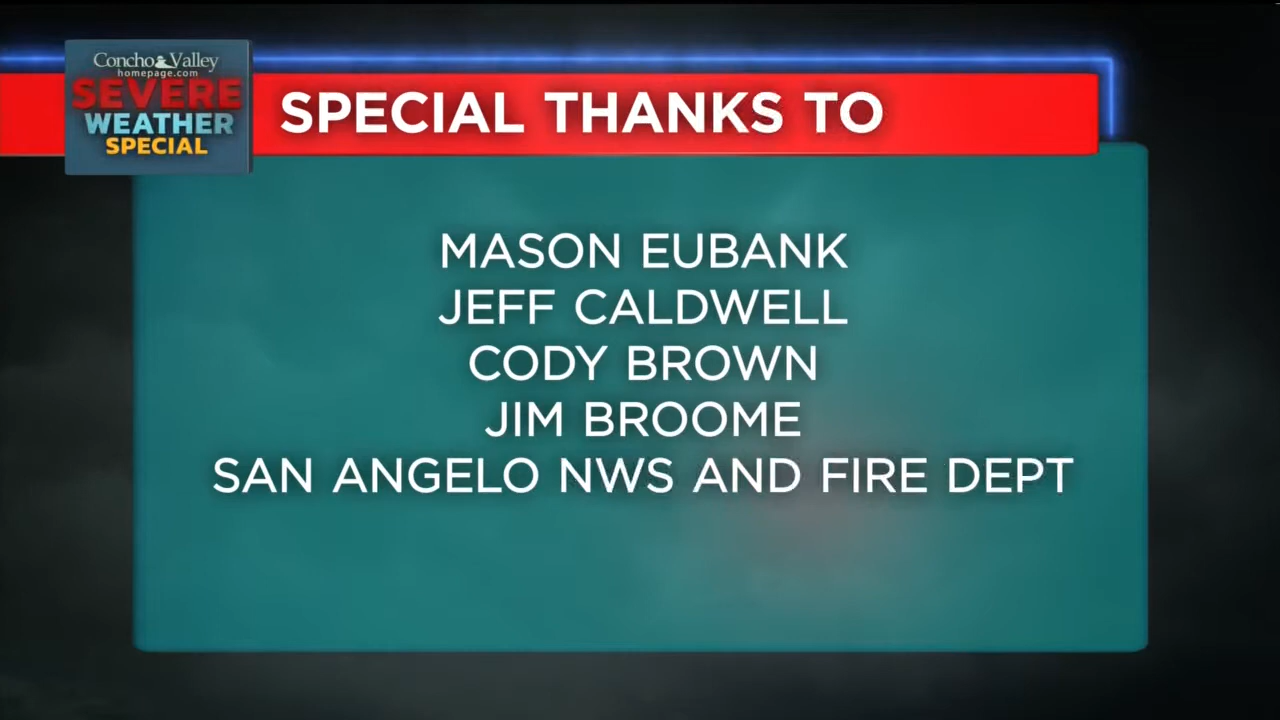 Concho Valley
homepage.com
SEVERE
WEATHER
SPECIAL
SPECIAL THANKS TO
MASON EUBANK
JEFF CALDWELL
CODY BROWN
JIM BROOME
SAN ANGELO NWS AND FIRE DEPT